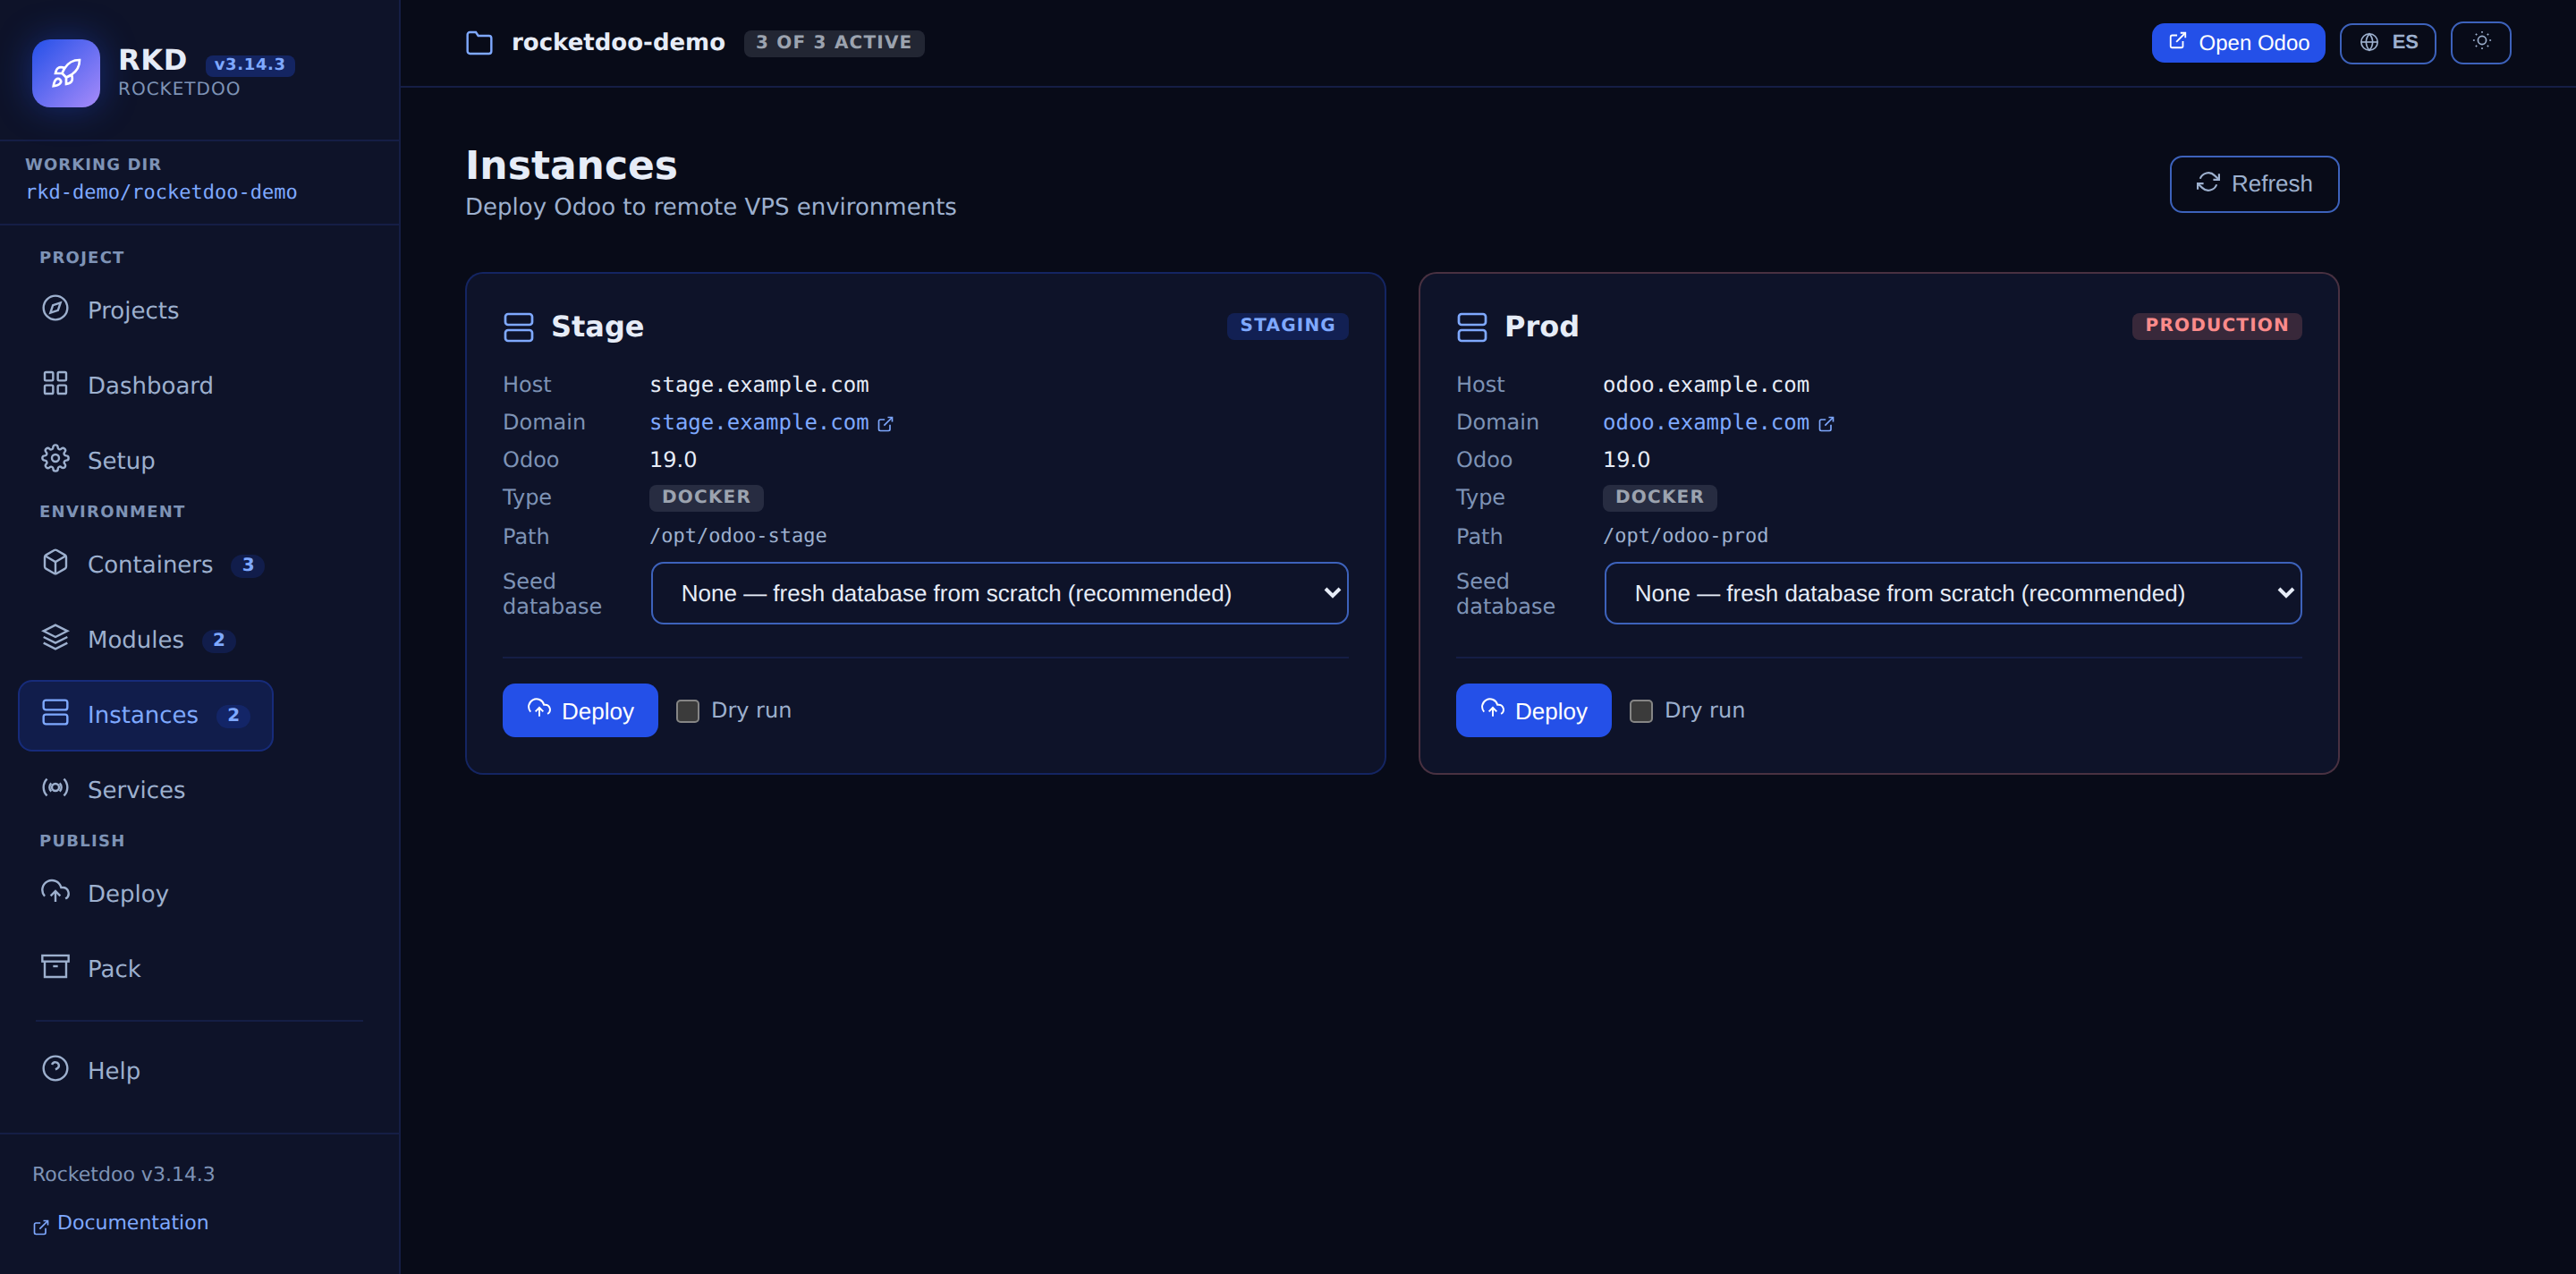 RKD v3.14.3
ROCKETDOO
WORKING DIR
rkd-demo/rocketdoo-demo
PROJECT
Projects
Dashboard
Setup
ENVIRONMENT
Containers 3
Modules 2
Instances 2
Services
PUBLISH
Deploy
Pack
Help
Rocketdoo v3.14.3
Documentation
rocketdoo-demo 3 OF 3 ACTIVE
Open Odoo
ES
Instances
Deploy Odoo to remote VPS environments
Refresh
Stage STAGING
Host stage.example.com
Domain stage.example.com
Odoo 19.0
Type DOCKER
Path /opt/odoo-stage
Seed database None — fresh database from scratch (recommended)
Deploy Dry run
Prod PRODUCTION
Host odoo.example.com
Domain odoo.example.com
Odoo 19.0
Type DOCKER
Path /opt/odoo-prod
Seed database None — fresh database from scratch (recommended)
Deploy Dry run